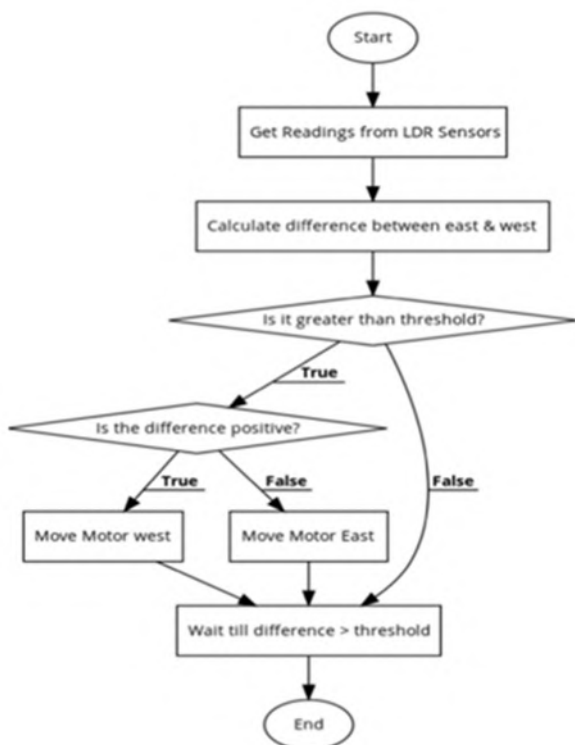 Start
Get Readings from LDR Sensors
Calculate difference between east & west
Is it greater than threshold?
True
Is the difference positive?
True
False
False
Move Motor west
Move Motor East
Wait till difference > threshold
End